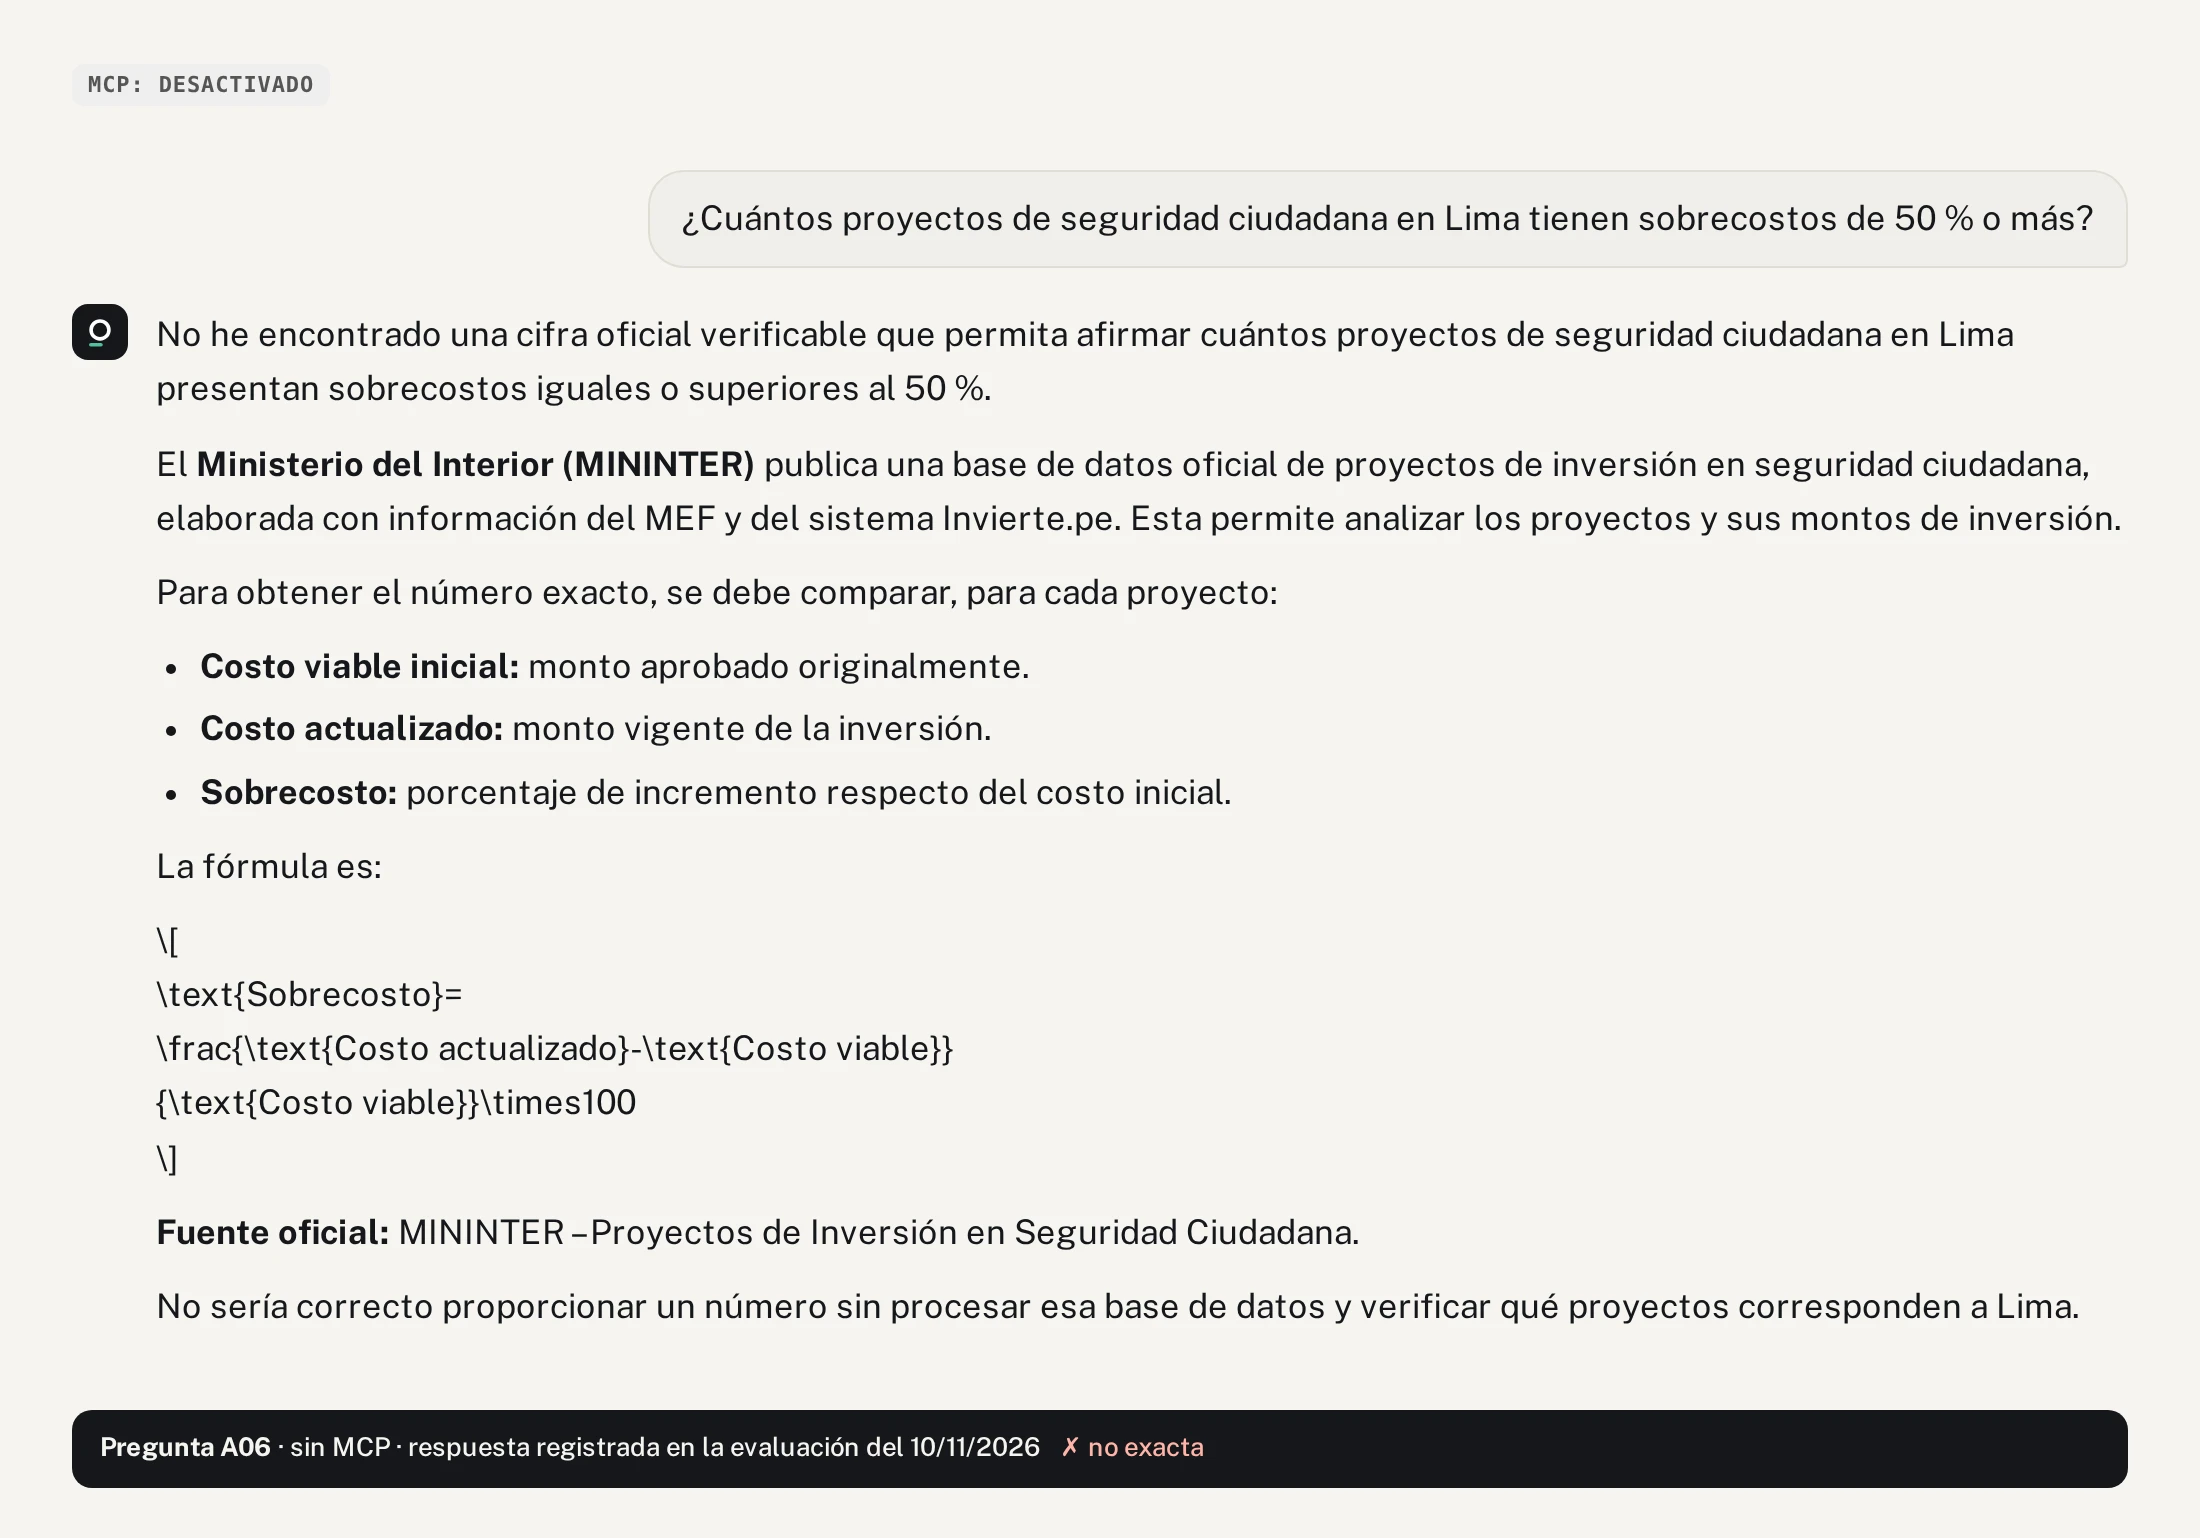 MCP: DESACTIVADO
¿Cuántos proyectos de seguridad ciudadana en Lima tienen sobrecostos de 50 % o más?
No he encontrado una cifra oficial verificable que permita afirmar cuántos proyectos de seguridad ciudadana en Lima
presentan sobrecostos iguales o superiores al 50 %.
El Ministerio del Interior (MININTER) publica una base de datos oficial de proyectos de inversión en seguridad ciudadana,
elaborada con información del MEF y del sistema Invierte.pe. Esta permite analizar los proyectos y sus montos de inversión.
Para obtener el número exacto, se debe comparar, para cada proyecto:
• Costo viable inicial: monto aprobado originalmente.
• Costo actualizado: monto vigente de la inversión.
• Sobrecosto: porcentaje de incremento respecto del costo inicial.
La fórmula es:
\[
\text{Sobrecosto}=
\frac{\text{Costo actualizado}-\text{Costo viable}}
{\text{Costo viable}}\times100
\]
Fuente oficial: MININTER – Proyectos de Inversión en Seguridad Ciudadana.
No sería correcto proporcionar un número sin procesar esa base de datos y verificar qué proyectos corresponden a Lima.
Pregunta A06 · sin MCP · respuesta registrada en la evaluación del 10/11/2026 ✗ no exacta